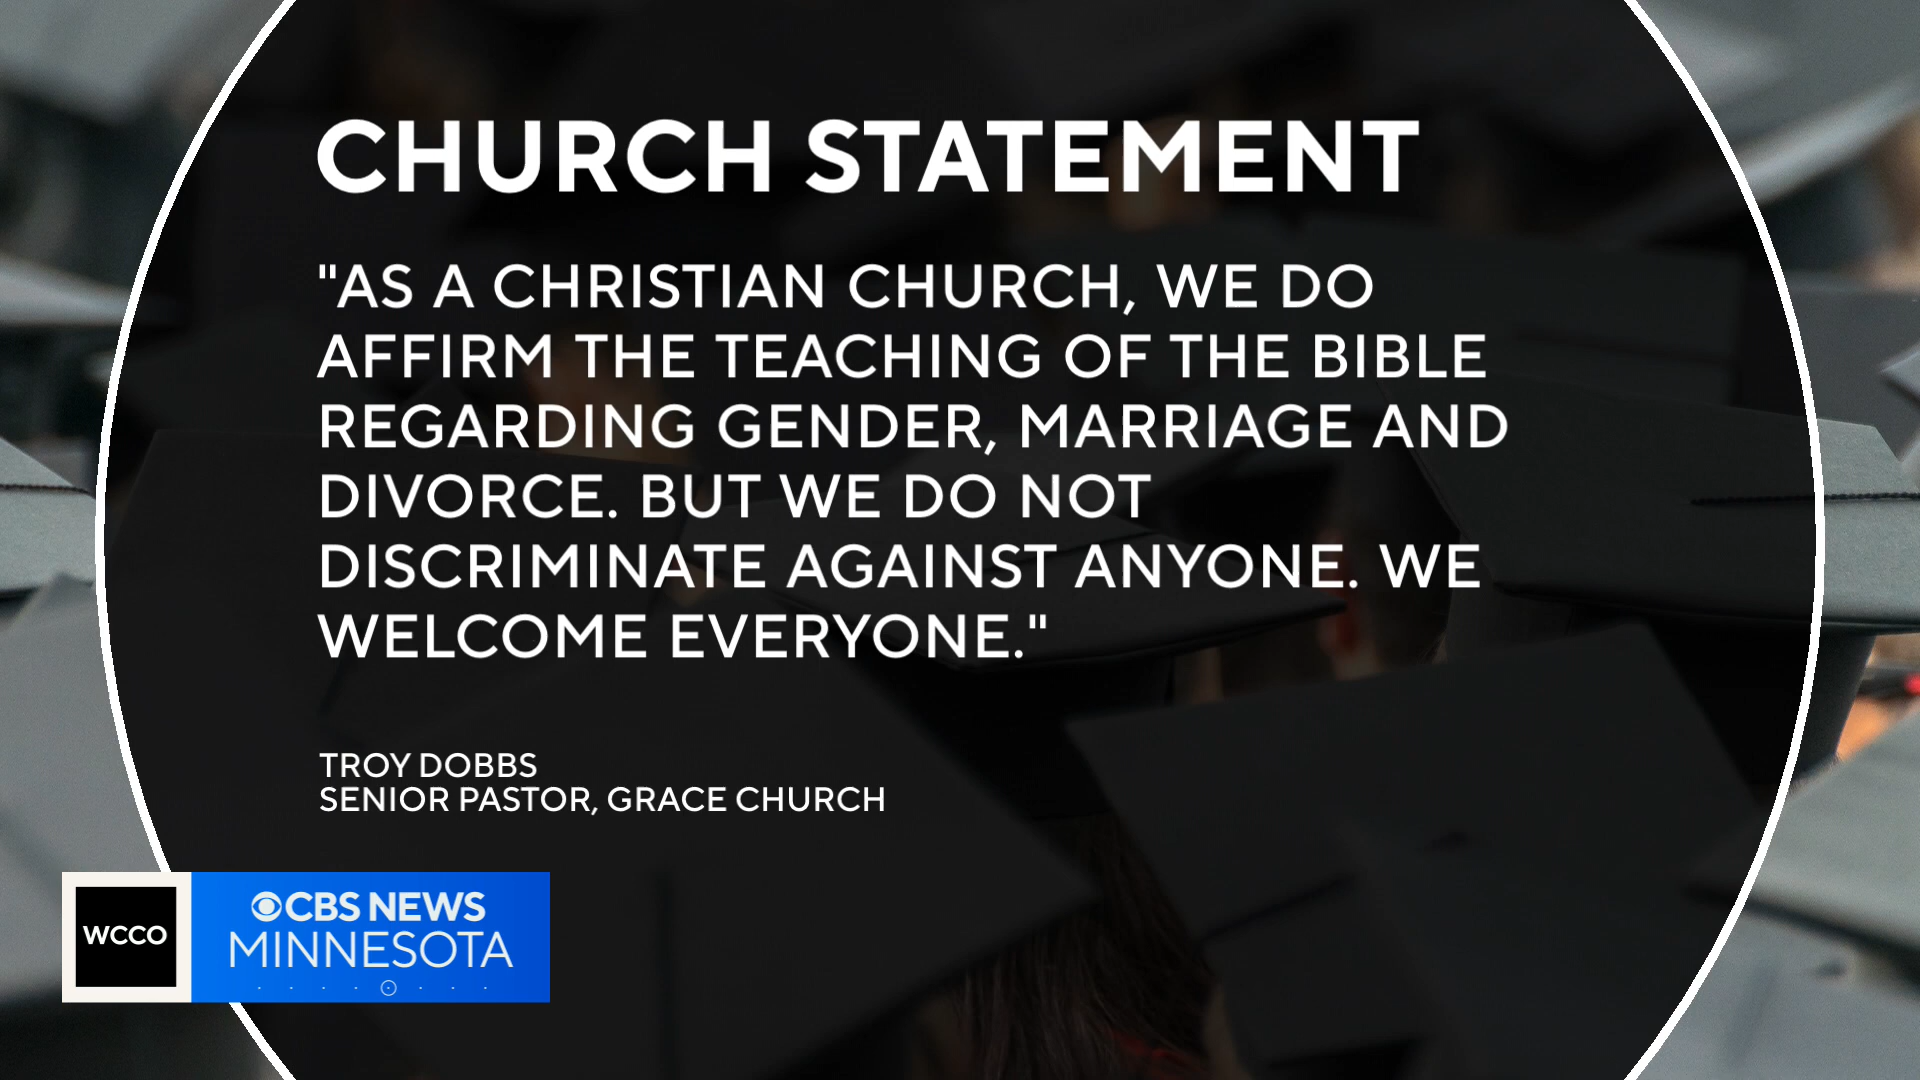 CHURCH STATEMENT
"AS A CHRISTIAN CHURCH, WE DO
AFFIRM THE TEACHING OF THE BIBLE
REGARDING GENDER, MARRIAGE AND
DIVORCE. BUT WE DO NOT
DISCRIMINATE AGAINST ANYONE. WE
WELCOME EVERYONE."
TROY DOBBS
SENIOR PASTOR, GRACE CHURCH
WCCO
CBS NEWS
MINNESOTA